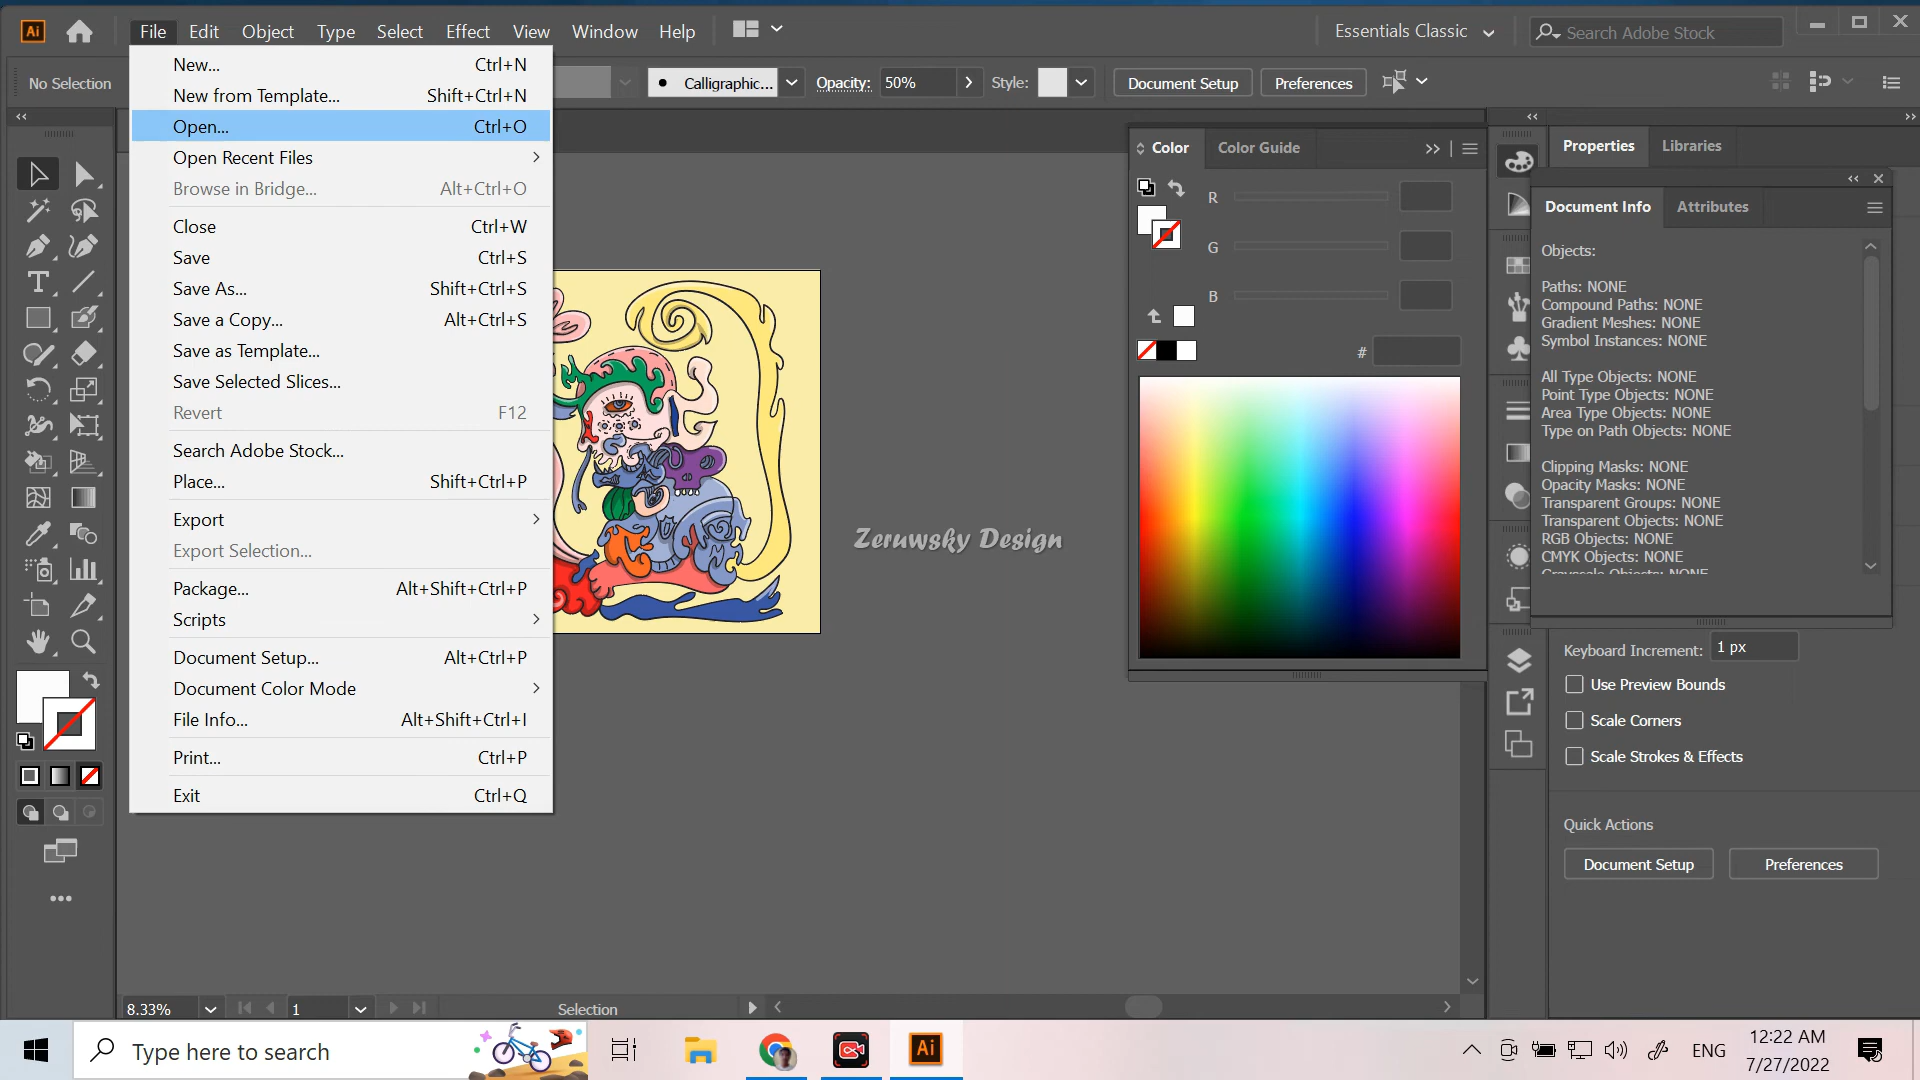 Ai File Edit Object Type Select Effect View Window Help Essentials Classic Search Adobe Stock
No Selection Calligraphic... Opacity: 50% Style: Document Setup Preferences
New... Ctrl+N
New from Template... Shift+Ctrl+N
Open... Ctrl+O
Open Recent Files
Browse in Bridge... Alt+Ctrl+O
Close Ctrl+W
Save Ctrl+S
Save As... Shift+Ctrl+S
Save a Copy... Alt+Ctrl+S
Save as Template...
Save Selected Slices...
Revert F12
Search Adobe Stock...
Place... Shift+Ctrl+P
Export
Export Selection...
Package... Alt+Shift+Ctrl+P
Scripts
Document Setup... Alt+Ctrl+P
Document Color Mode
File Info... Alt+Shift+Ctrl+I
Print... Ctrl+P
Exit Ctrl+Q
Zeruwsky Design
Color Color Guide
R
G
B
#
Properties Libraries
Document Info Attributes
Objects:
Paths: NONE
Compound Paths: NONE
Gradient Meshes: NONE
Symbol Instances: NONE
All Type Objects: NONE
Point Type Objects: NONE
Area Type Objects: NONE
Type on Path Objects: NONE
Clipping Masks: NONE
Opacity Masks: NONE
Transparent Groups: NONE
Transparent Objects: NONE
RGB Objects: NONE
CMYK Objects: NONE
Grayscale Objects: NONE
Keyboard Increment: 1 px
Use Preview Bounds
Scale Corners
Scale Strokes & Effects
Quick Actions
Document Setup Preferences
8.33% 1 Selection
Type here to search Ai ENG 12:22 AM
7/27/2022